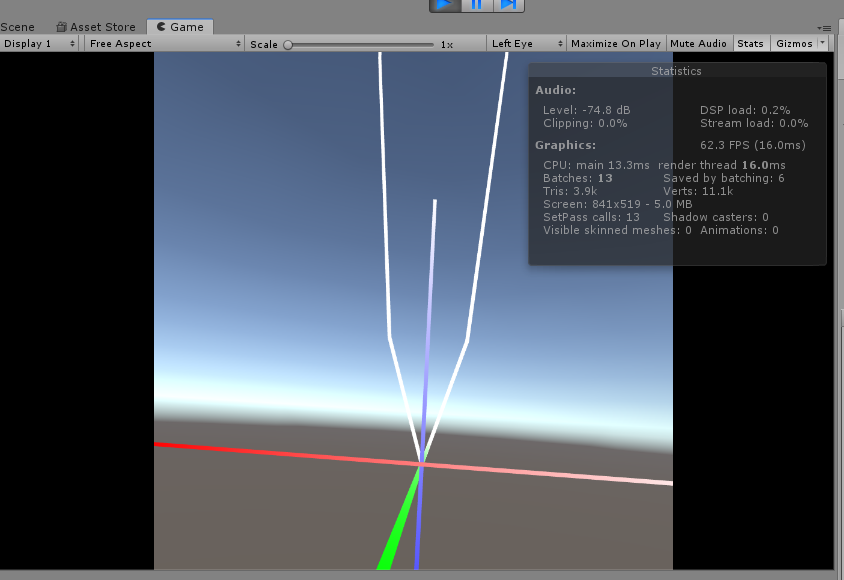 Scene Asset Store Game
Display 1 Free Aspect Scale 1x Left Eye Maximize On Play Mute Audio Stats Gizmos
Statistics
Audio:
Level: -74.8 dB DSP load: 0.2%
Clipping: 0.0% Stream load: 0.0%
Graphics: 62.3 FPS (16.0ms)
CPU: main 13.3ms render thread 16.0ms
Batches: 13 Saved by batching: 6
Tris: 3.9k Verts: 11.1k
Screen: 841x519 - 5.0 MB
SetPass calls: 13 Shadow casters: 0
Visible skinned meshes: 0 Animations: 0